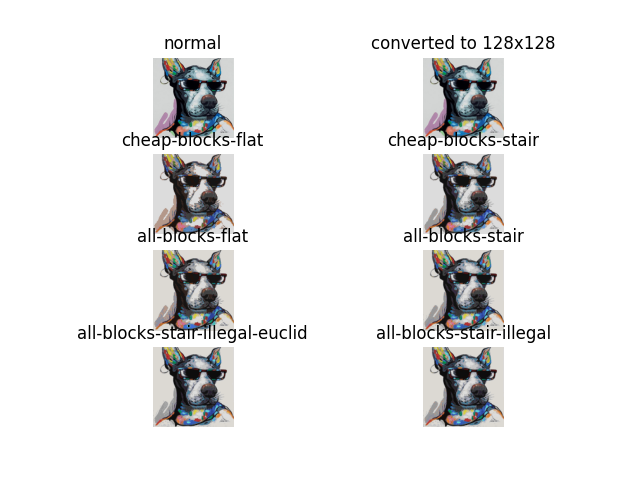 normal
converted to 128x128
cheap-blocks-flat
cheap-blocks-stair
all-blocks-flat
all-blocks-stair
all-blocks-stair-illegal-euclid
all-blocks-stair-illegal